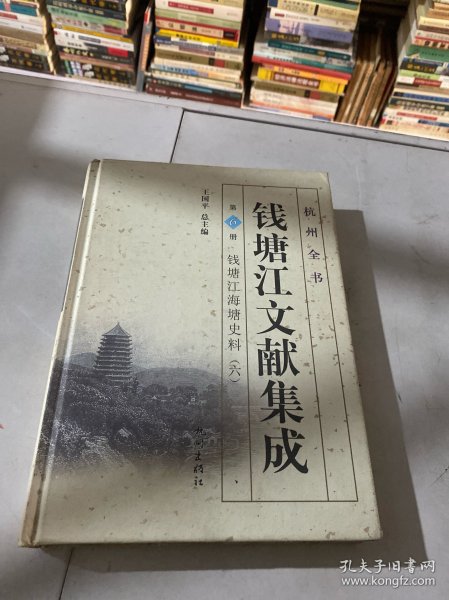 杭州全书
钱塘江文献集成
第6册 钱塘江海塘史料（六）
王国平 总主编
杭州出版社
孔夫子旧书网
www.kongfz.com